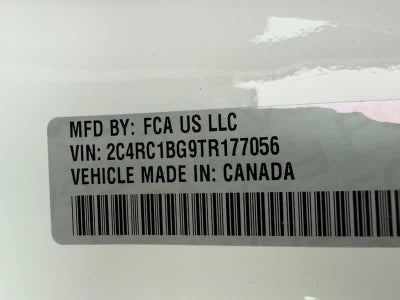 MFD BY: FCA US LLC
VIN: 2C4RC1BG9TR177056
VEHICLE MADE IN: CANADA